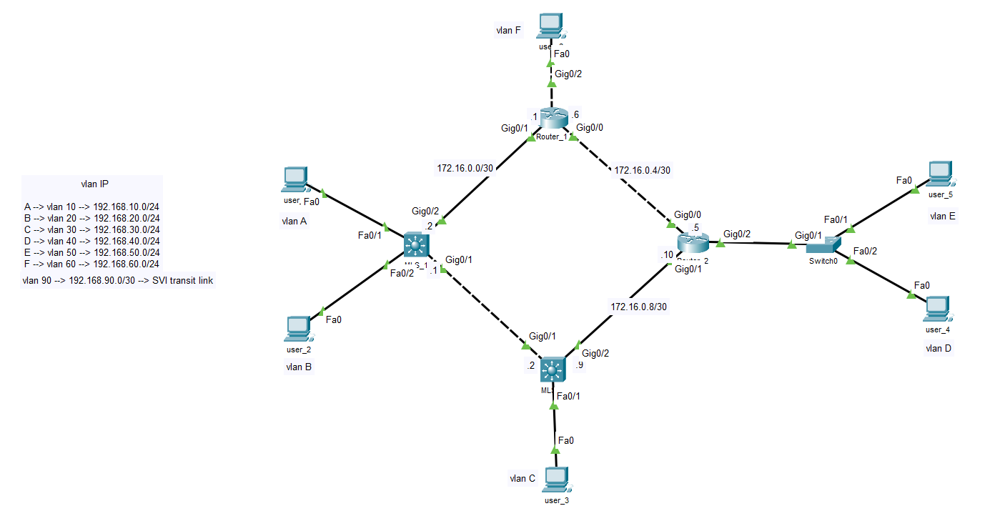 vlan F
Fa0
Gig0/2
.1
.6
Gig0/1
Gig0/0
Router_1
172.16.0.0/30
172.16.0.4/30
vlan IP
A --> vlan 10 --> 192.168.10.0/24
B --> vlan 20 --> 192.168.20.0/24
C --> vlan 30 --> 192.168.30.0/24
D --> vlan 40 --> 192.168.40.0/24
E --> vlan 50 --> 192.168.50.0/24
F --> vlan 60 --> 192.168.60.0/24
vlan 90 --> 192.168.90.0/30 --> SVI transit link
Fa0
vlan A
Gig0/2
.2
Fa0/1
Gig0/1
.1
Fa0/2
Fa0
user_2
vlan B
Gig0/0
.5
Gig0/2
.10
Gig0/1
Gig0/1
Fa0/1
Fa0
user_5
vlan E
Switch0
Fa0/2
Fa0
user_4
vlan D
172.16.0.8/30
Gig0/1
Gig0/2
.2
.9
Fa0/1
Fa0
vlan C
user_3